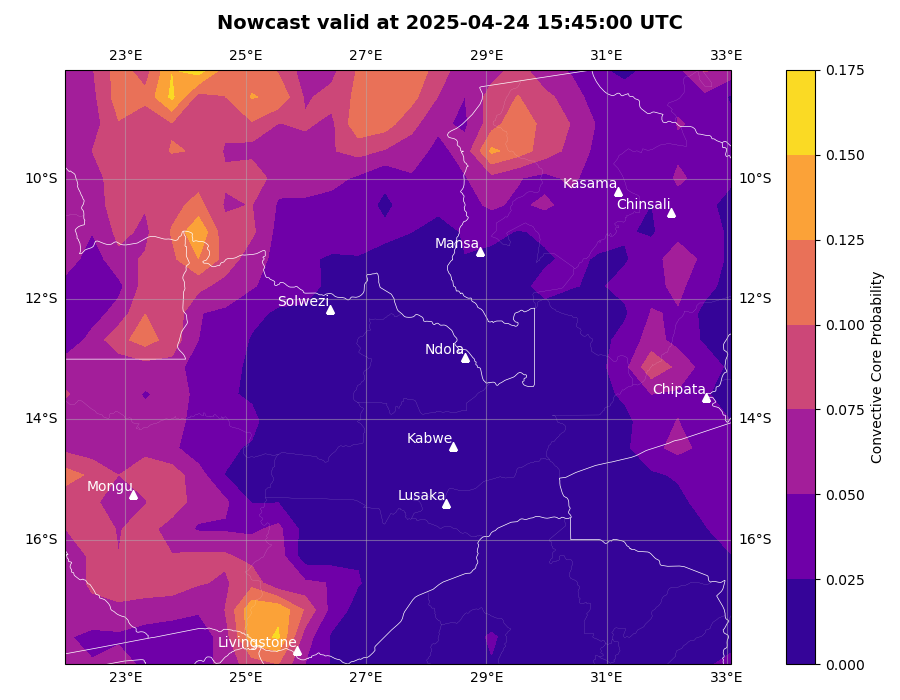 Nowcast valid at 2025-04-24 15:45:00 UTC
23°E 25°E 27°E 29°E 31°E 33°E
0.175
0.150
10°S Kasama 10°S
Chinsali
0.125
Mansa
12°S Solwezi 12°S
0.100
Ndola
Convective Core Probability
Chipata
0.075
14°S 14°S
Kabwe
Mongu Lusaka
0.050
16°S 16°S
0.025
Livingstone
0.000
23°E 25°E 27°E 29°E 31°E 33°E